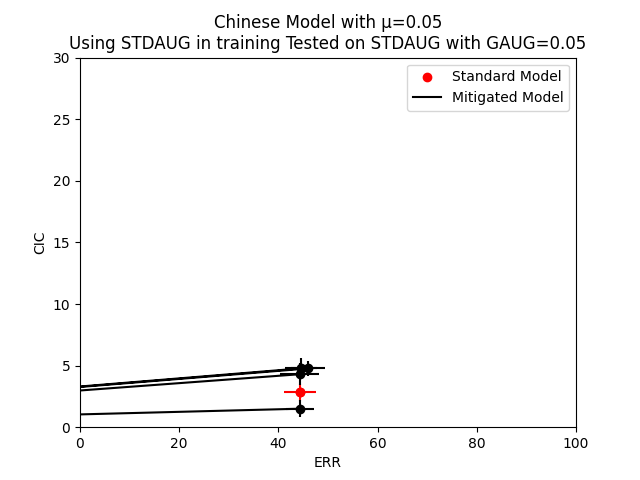 Chinese Model with μ=0.05
Using STDAUG in training Tested on STDAUG with GAUG=0.05
30
25
20
15
10
5
0
CIC
Standard Model
Mitigated Model
0 20 40 60 80 100
ERR